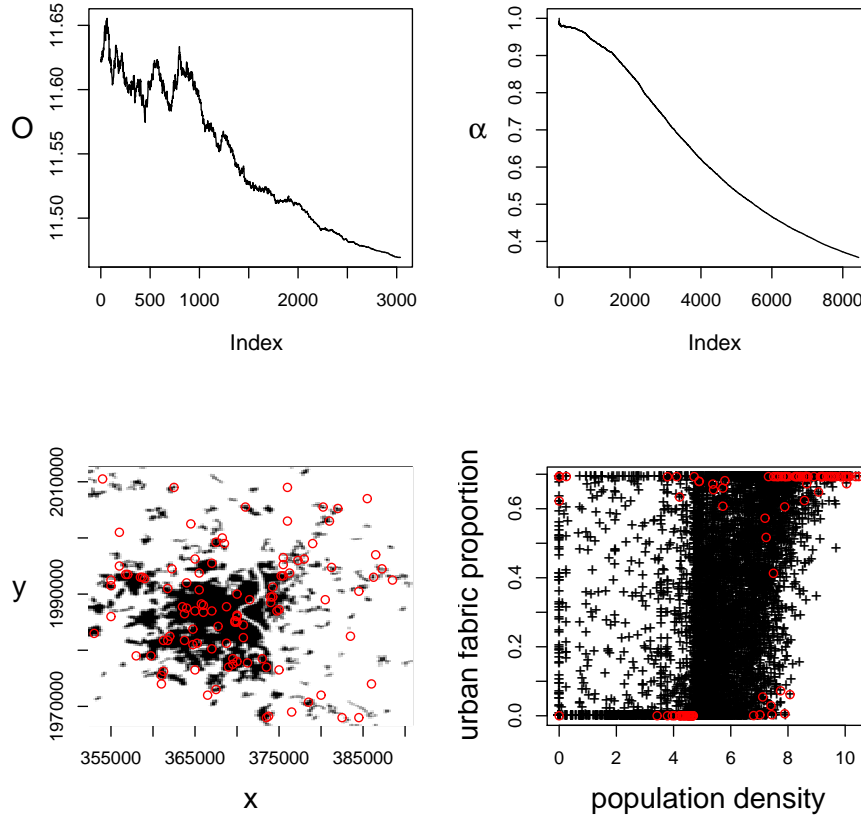 11.65
11.60
11.55
11.50
O
0 500 1000 2000 3000
Index
1.0
0.9
0.8
0.7
0.6
0.5
0.4
α
0 2000 4000 6000 8000
Index
2010000
1990000
1970000
y
355000 365000 375000 385000
x
0.6
0.4
0.2
0.0
urban fabric proportion
0 2 4 6 8 10
population density